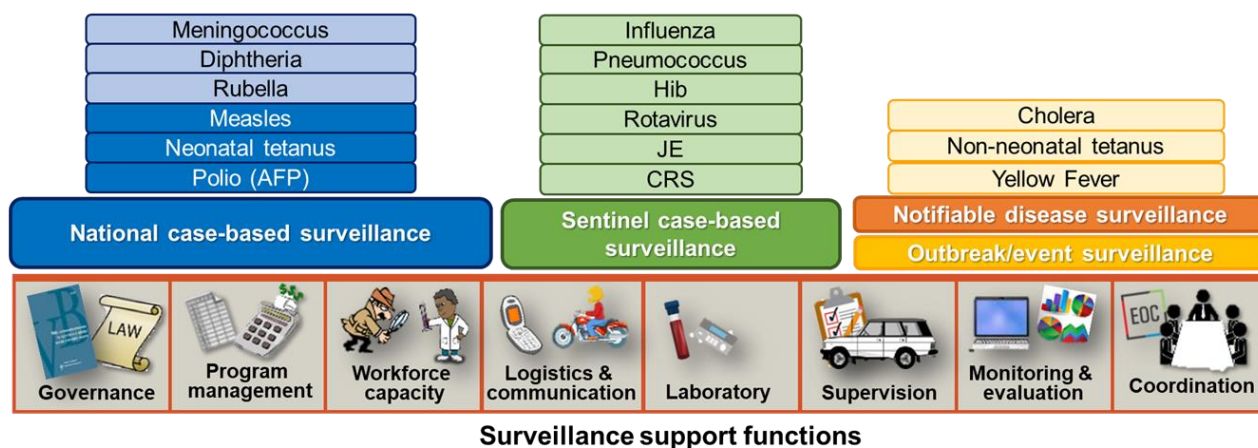 Meningococcus
Diphtheria
Rubella
Measles
Neonatal tetanus
Polio (AFP)
National case-based surveillance
Influenza
Pneumococcus
Hib
Rotavirus
JE
CRS
Sentinel case-based
surveillance
Cholera
Non-neonatal tetanus
Yellow Fever
Notifiable disease surveillance
Outbreak/event surveillance
LAW
Governance
Program
management
Workforce
capacity
Logistics &
communication
Laboratory
Supervision
Monitoring &
evaluation
EOC
Coordination
Surveillance support functions